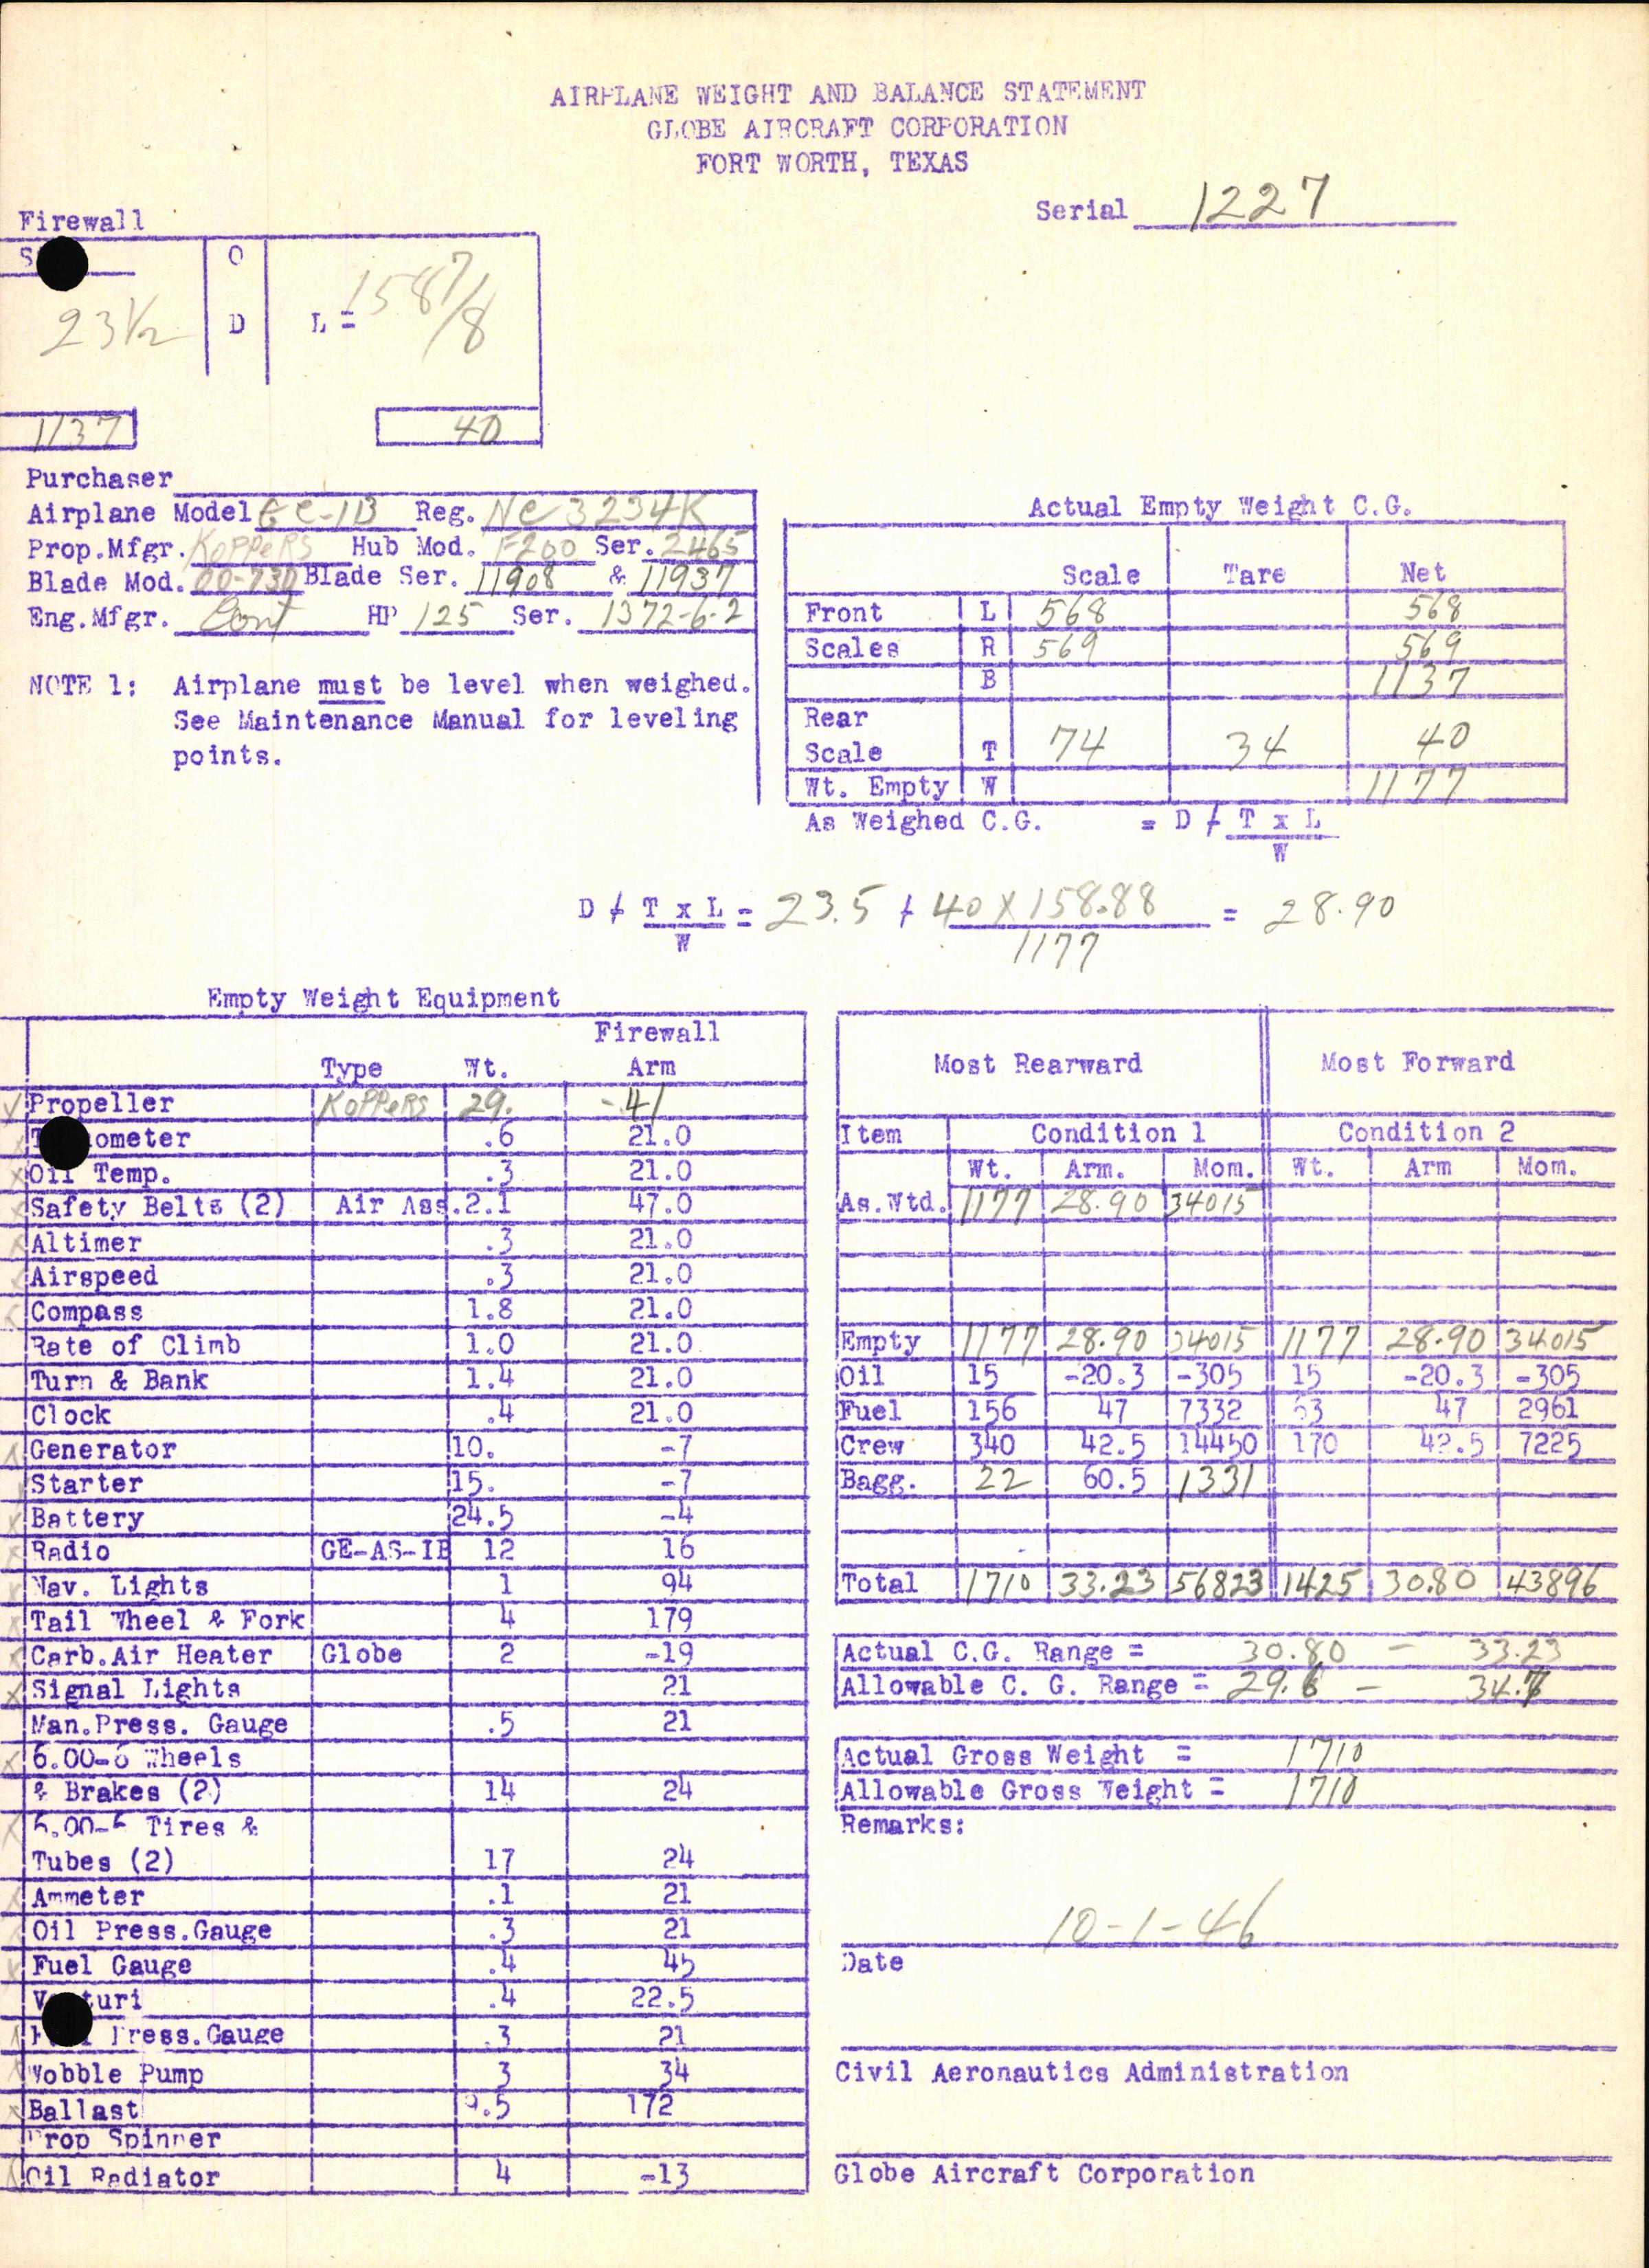 AIRPLANE WEIGHT AND BALANCE STATEMENT
GLOBE AIRCRAFT CORPORATION
FORT WORTH, TEXAS
Serial 1227
Firewall
O
23 1/2 D L = 158 7/8
1137 40
Purchaser
Airplane Model GC-1B Reg. NC 3234K
Prop.Mfgr. KOPPERS Hub Mod. F200 Ser. 2465
Blade Mod. 00-730 Blade Ser. 11908 & 11937
Eng.Mfgr. Cont HP 125 Ser. 1372-6-2
NOTE 1: Airplane must be level when weighed.
See Maintenance Manual for leveling
points.
Actual Empty Weight C.G.
Scale Tare Net
Front L 568 568
Scales R 569 569
B 1137
Rear
Scale T 74 34 40
Wt. Empty W 1177
As Weighed C.G. = D + T x L
W
D + T x L = 23.5 + 40 X 158.88 = 28.90
W 1177
Empty Weight Equipment
Firewall
Type Wt. Arm
Propeller KOPPERS 29. -41
ometer .6 21.0
Oil Temp. .3 21.0
Safety Belts (2) Air Ass. 2.1 47.0
Altimer .3 21.0
Airspeed .3 21.0
Compass 1.8 21.0
Rate of Climb 1.0 21.0
Turn & Bank 1.4 21.0
Clock .4 21.0
Generator 10. -7
Starter 15. -7
Battery 24.5 -4
Radio GE-AS-IB 12 16
Nav. Lights 1 94
Tail Wheel & Fork 4 179
Carb.Air Heater Globe 2 -19
Signal Lights 21
Man.Press. Gauge .5 21
6.00-6 Wheels
& Brakes (2) 14 24
6.00-6 Tires &
Tubes (2) 17 24
Ammeter .1 21
Oil Press.Gauge .3 21
Fuel Gauge .4 45
V turi .4 22.5
Press.Gauge .3 21
Wobble Pump 3 34
Ballast 9.5 172
Prop Spinner
Oil Radiator 4 -13
Most Rearward Most Forward
Item Condition 1 Condition 2
Wt. Arm. Mom. Wt. Arm Mom.
As.Wtd. 1177 28.90 34015
Empty 1177 28.90 34015 1177 28.90 34015
Oil 15 -20.3 -305 15 -20.3 -305
Fuel 156 47 7332 63 47 2961
Crew 340 42.5 14450 170 42.5 7225
Bagg. 22 60.5 1331
Total 1710 33.23 56823 1425 30.80 43896
Actual C.G. Range = 30.80 - 33.23
Allowable C. G. Range = 29.6 - 34.7
Actual Gross Weight = 1710
Allowable Gross Weight = 1710
Remarks:
10-1-46
Date
Civil Aeronautics Administration
Globe Aircraft Corporation